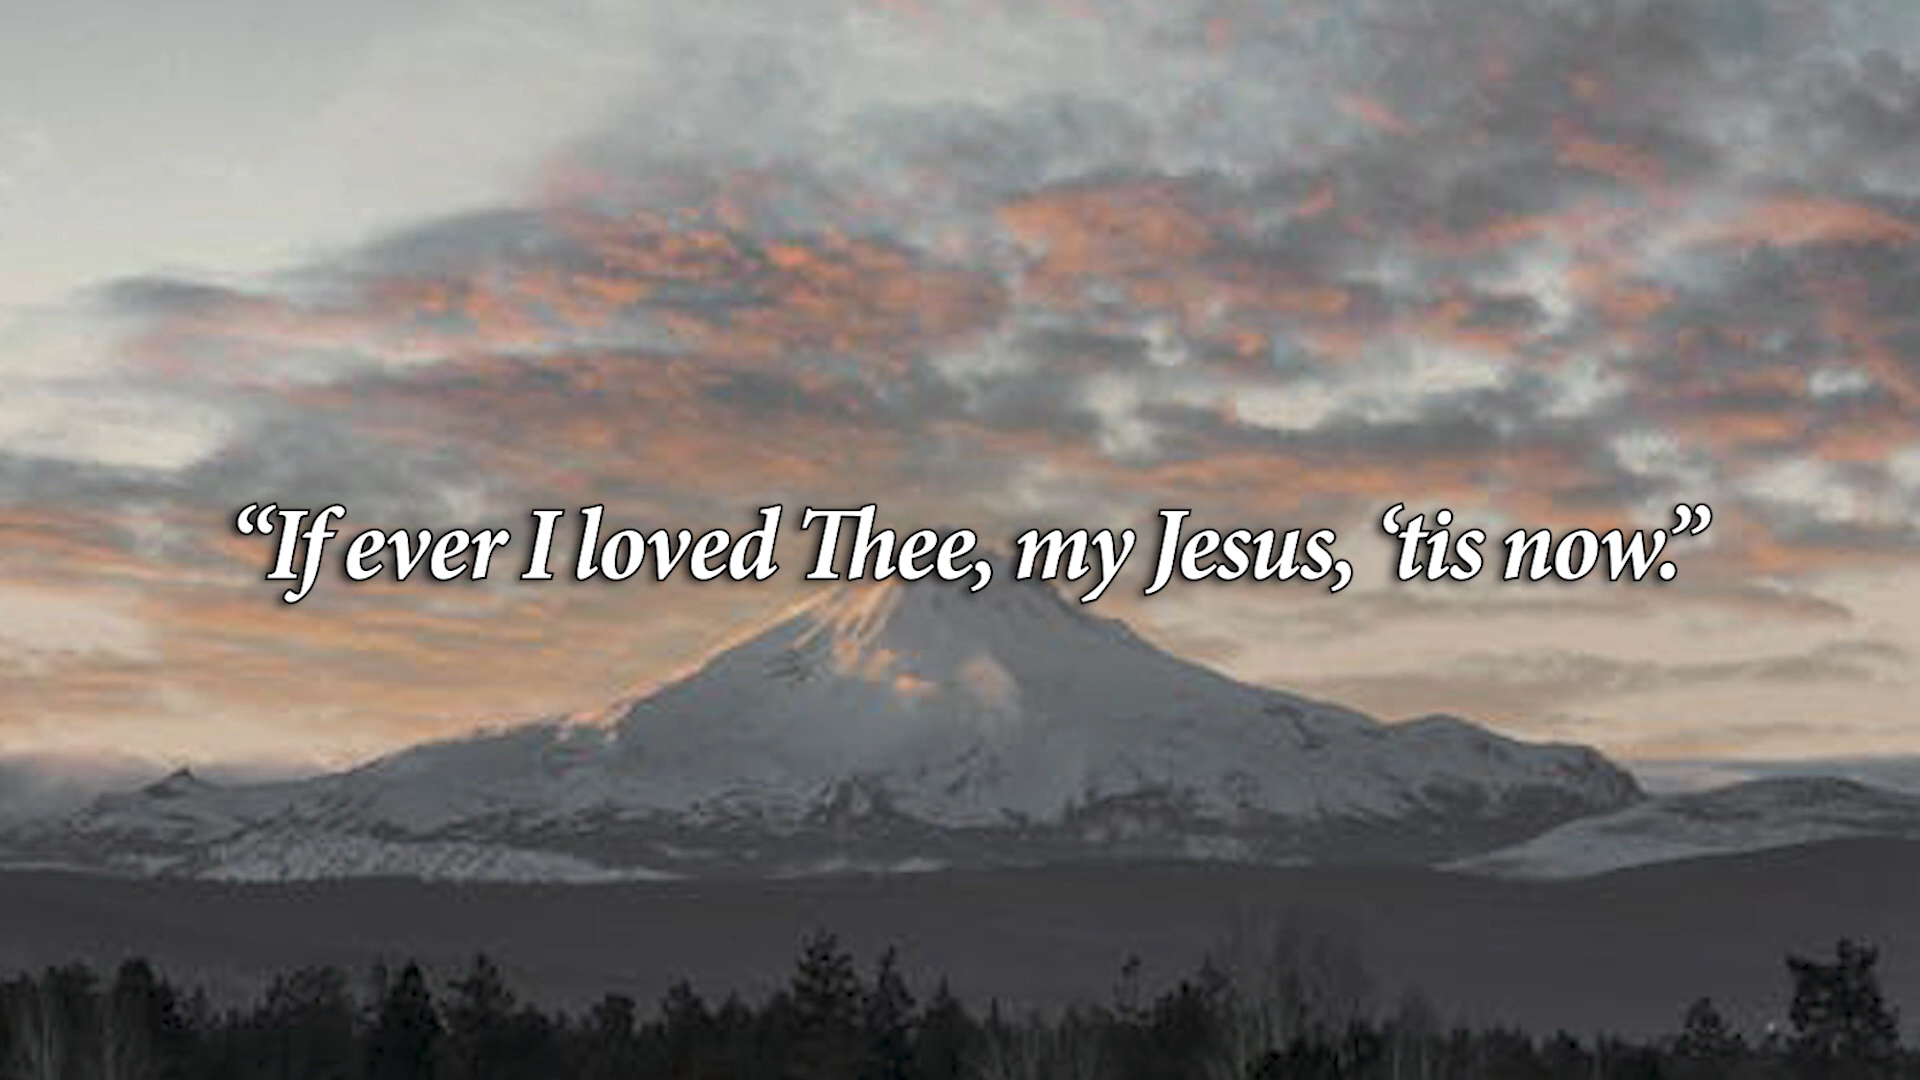 “If ever I loved Thee, my Jesus, ‘tis now.”